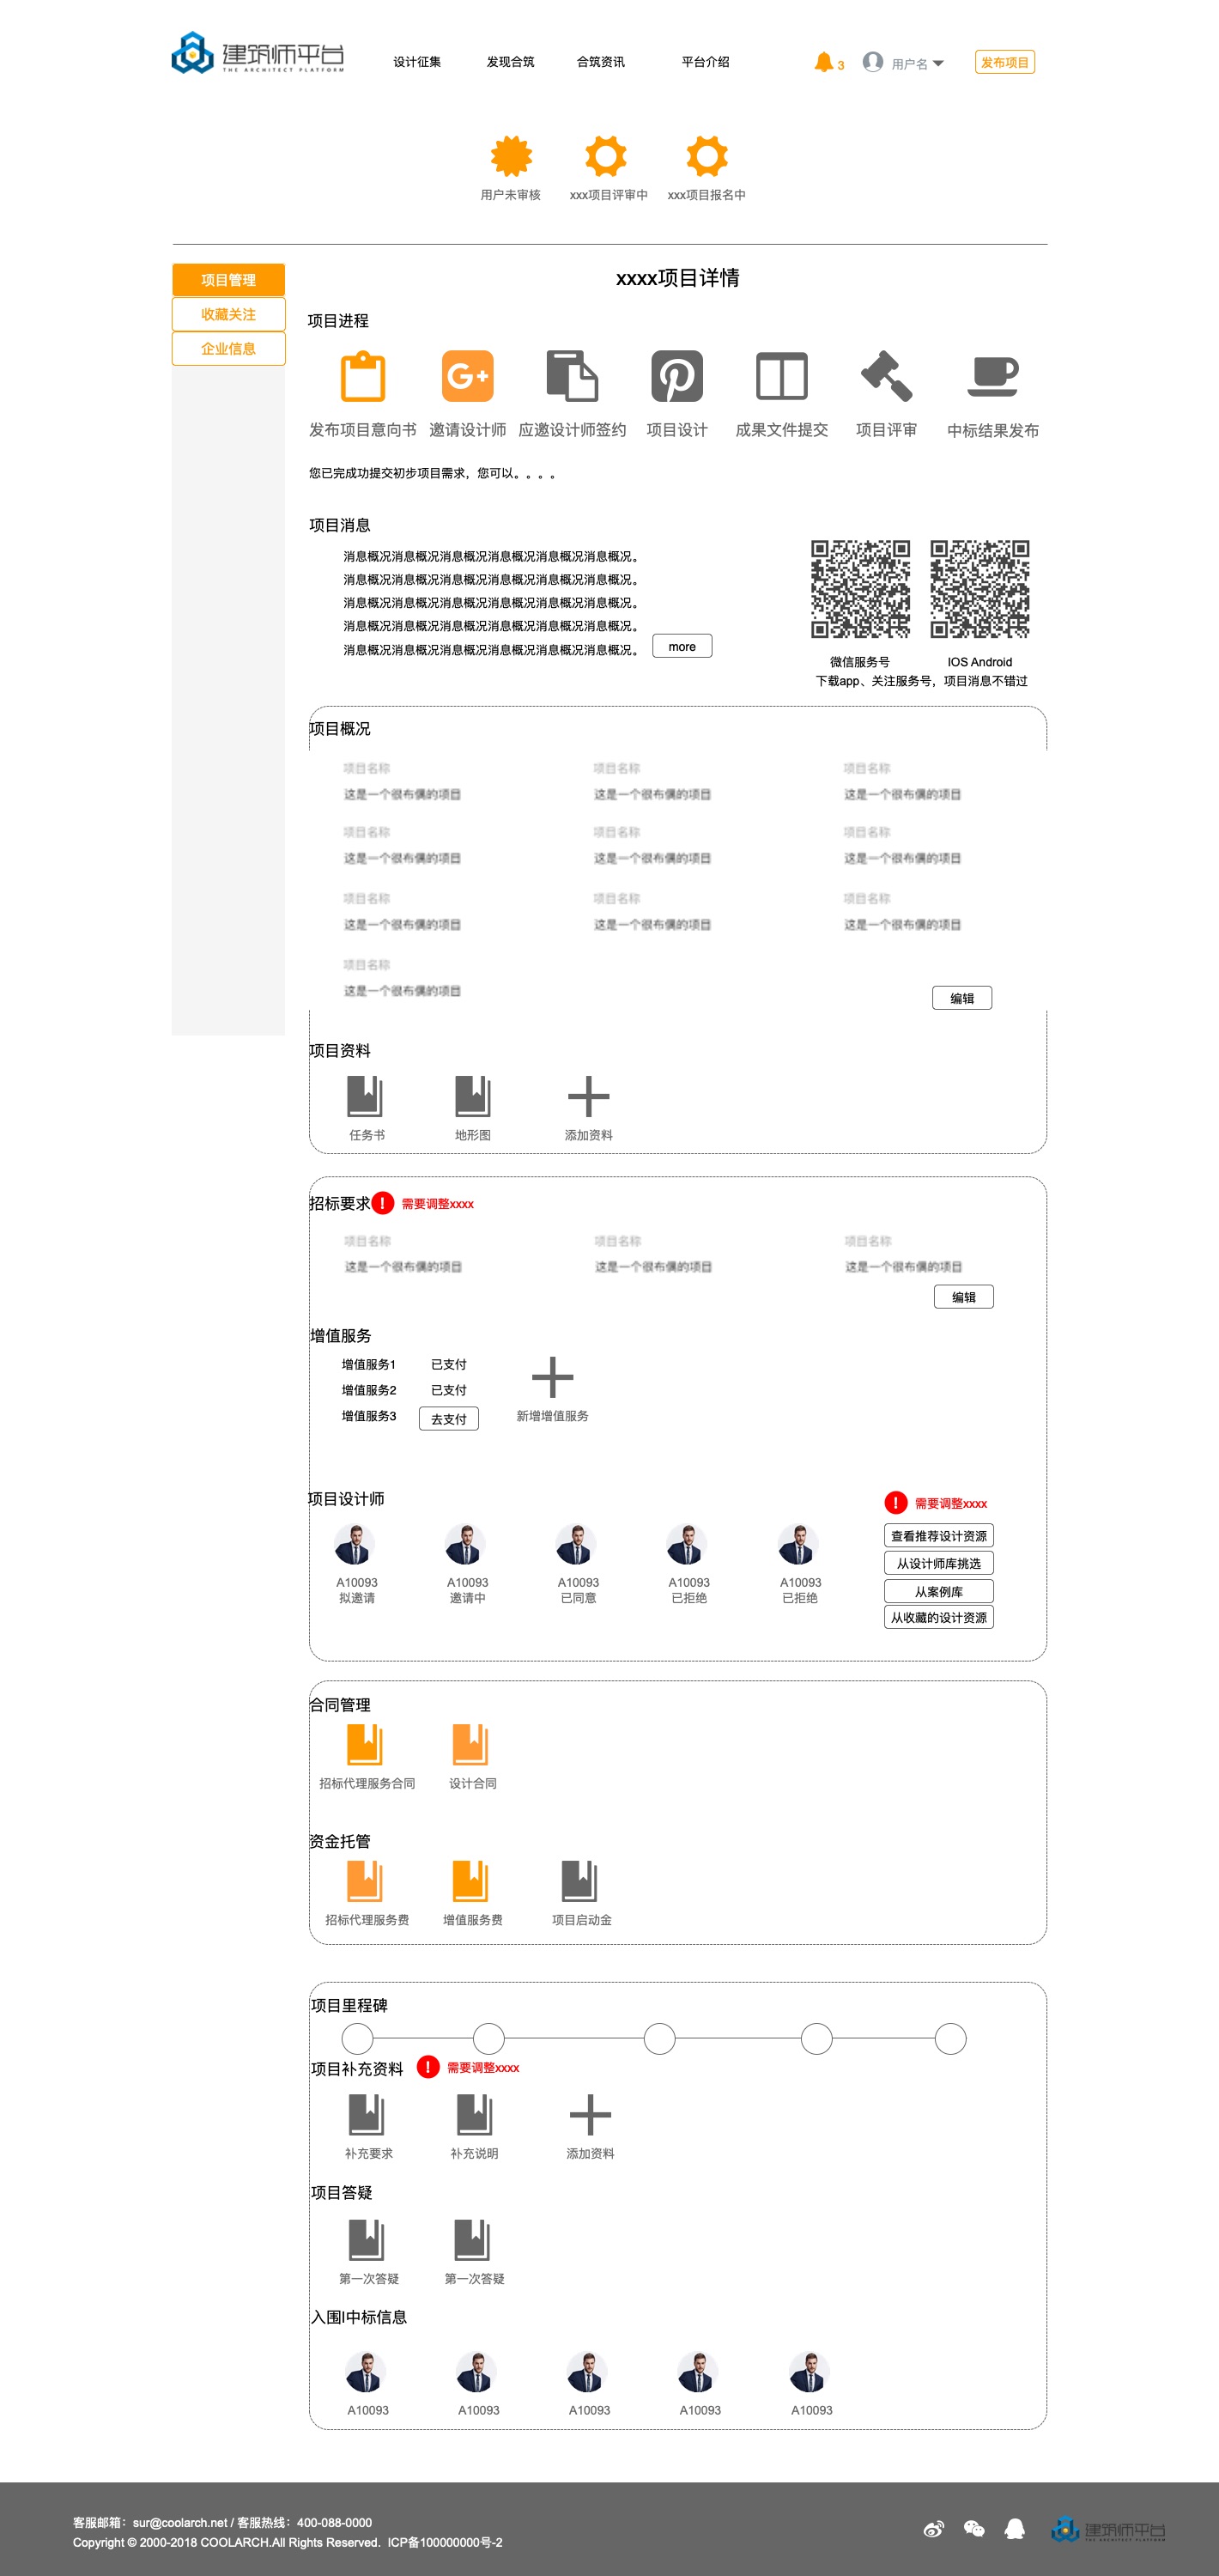 建筑师平台
THE ARCHITECT PLATFORM
设计征集 发现合筑 合筑资讯 平台介绍 3 用户名 发布项目
用户未审核 xxx项目评审中 xxx项目报名中
项目管理
收藏关注
企业信息
xxxx项目详情
项目进程
发布项目意向书 邀请设计师 应邀设计师签约 项目设计 成果文件提交 项目评审 中标结果发布
您已完成功提交初步项目需求，您可以。。。。
项目消息
消息概况消息概况消息概况消息概况消息概况消息概况。
消息概况消息概况消息概况消息概况消息概况消息概况。
消息概况消息概况消息概况消息概况消息概况消息概况。
消息概况消息概况消息概况消息概况消息概况消息概况。
消息概况消息概况消息概况消息概况消息概况消息概况。 more
微信服务号 IOS Android
下载app、关注服务号，项目消息不错过
项目概况
项目名称 项目名称 项目名称
这是一个很布偶的项目 这是一个很布偶的项目 这是一个很布偶的项目
项目名称 项目名称 项目名称
这是一个很布偶的项目 这是一个很布偶的项目 这是一个很布偶的项目
项目名称 项目名称 项目名称
这是一个很布偶的项目 这是一个很布偶的项目 这是一个很布偶的项目
项目名称
这是一个很布偶的项目
编辑
项目资料
任务书 地形图 添加资料
招标要求 ! 需要调整xxxx
项目名称 项目名称 项目名称
这是一个很布偶的项目 这是一个很布偶的项目 这是一个很布偶的项目
编辑
增值服务
增值服务1 已支付
增值服务2 已支付
增值服务3 去支付 新增增值服务
项目设计师 ! 需要调整xxxx
A10093 A10093 A10093 A10093 A10093
拟邀请 邀请中 已同意 已拒绝 已拒绝
查看推荐设计资源
从设计师库挑选
从案例库
从收藏的设计资源
合同管理
招标代理服务合同 设计合同
资金托管
招标代理服务费 增值服务费 项目启动金
项目里程碑
项目补充资料 ! 需要调整xxxx
补充要求 补充说明 添加资料
项目答疑
第一次答疑 第一次答疑
入围I中标信息
A10093 A10093 A10093 A10093 A10093
客服邮箱：sur@coolarch.net / 客服热线：400-088-0000
Copyright © 2000-2018 COOLARCH.All Rights Reserved. ICP备100000000号-2
建筑师平台